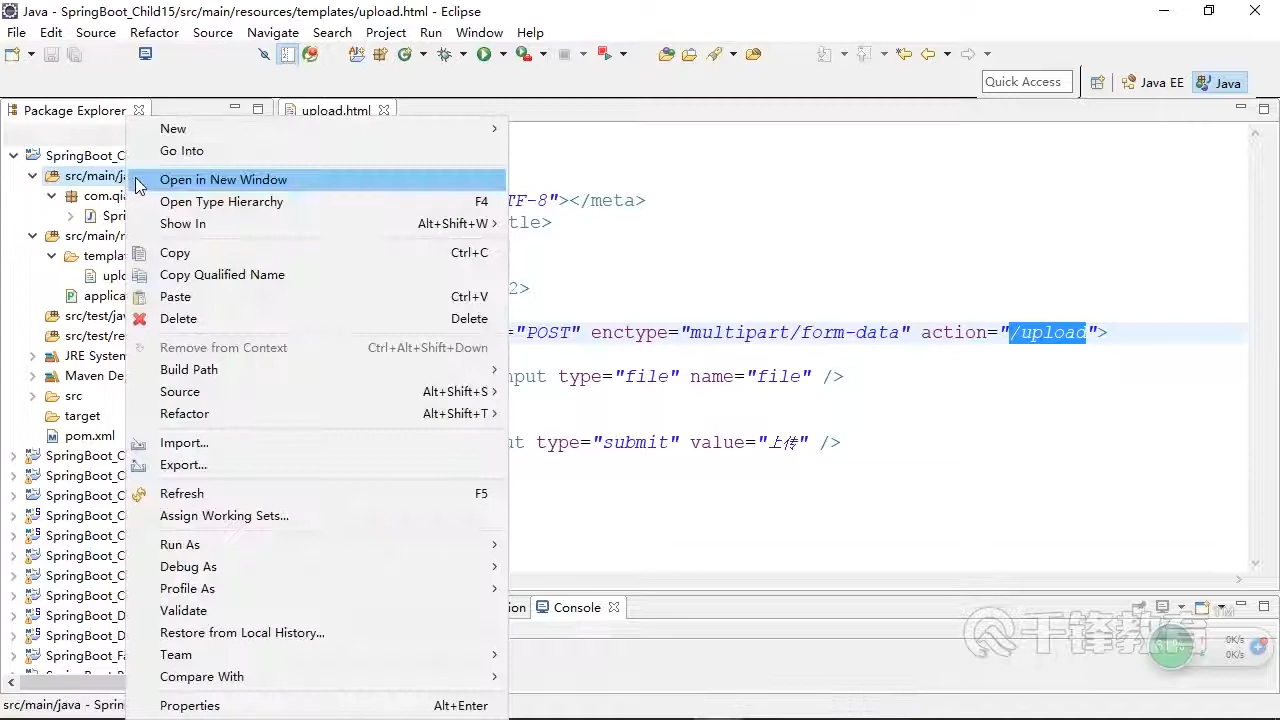 Java - SpringBoot_Child15/src/main/resources/templates/upload.html - Eclipse
File Edit Source Refactor Source Navigate Search Project Run Window Help
Quick Access
Java EE
Java
Package Explorer
upload.html
SpringBoot_C
src/main/j
com.qi
Spri
src/main/r
templat
uplo
applica
src/test/jav
src/test/re
JRE System
Maven De
src
target
pom.xml
SpringBoot_C
SpringBoot_C
SpringBoot_C
SpringBoot_C
SpringBoot_C
SpringBoot_C
SpringBoot_C
SpringBoot_C
SpringBoot_D
SpringBoot_D
SpringBoot_Fa
New
Go Into
Open in New Window
Open Type Hierarchy F4
Show In Alt+Shift+W
Copy Ctrl+C
Copy Qualified Name
Paste Ctrl+V
Delete Delete
Remove from Context Ctrl+Alt+Shift+Down
Build Path
Source Alt+Shift+S
Refactor Alt+Shift+T
Import...
Export...
Refresh F5
Assign Working Sets...
Run As
Debug As
Profile As
Validate
Restore from Local History...
Team
Compare With
Properties Alt+Enter
TF-8"></meta>
tle>
2>
="POST" enctype="multipart/form-data" action="/upload">
nput type="file" name="file" />
ut type="submit" value="上传" />
ion
Console
千锋教育
TM
0K/s
0K/s
src/main/java - Sprin